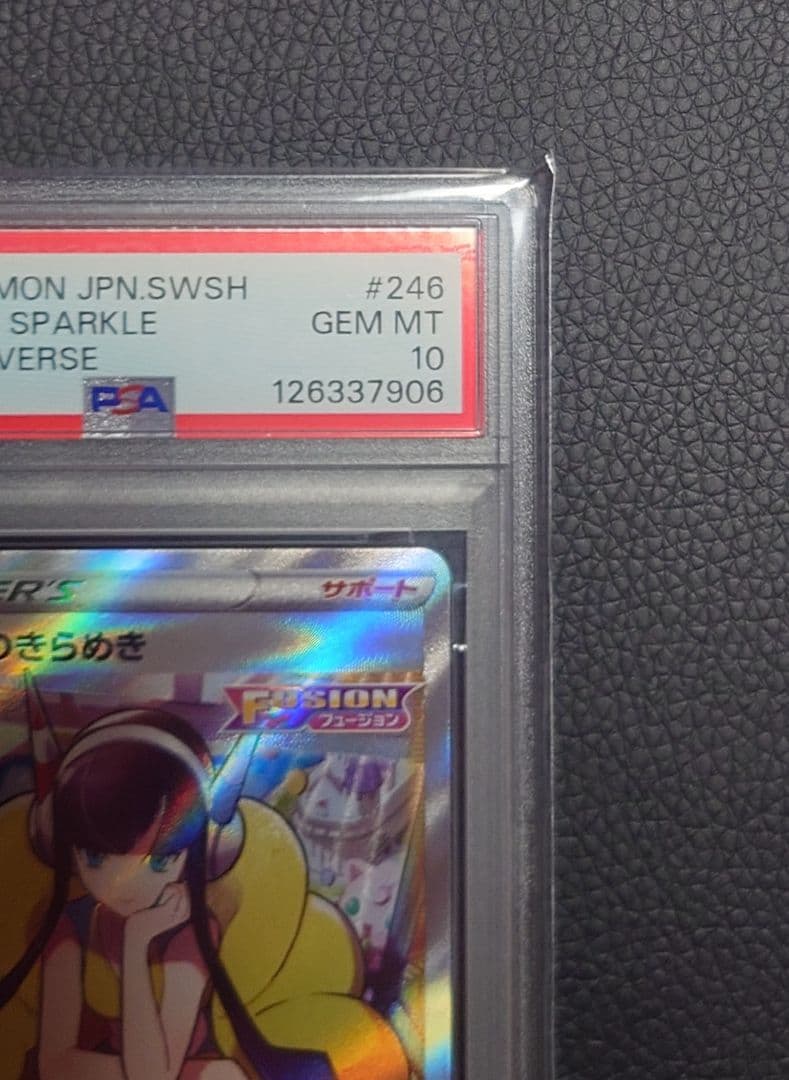 MON JPN.SWSH #246
SPARKLE GEM MT
VERSE 10
PSA 126337906
ER'S サポート
のきらめき
FUSION
フュージョン